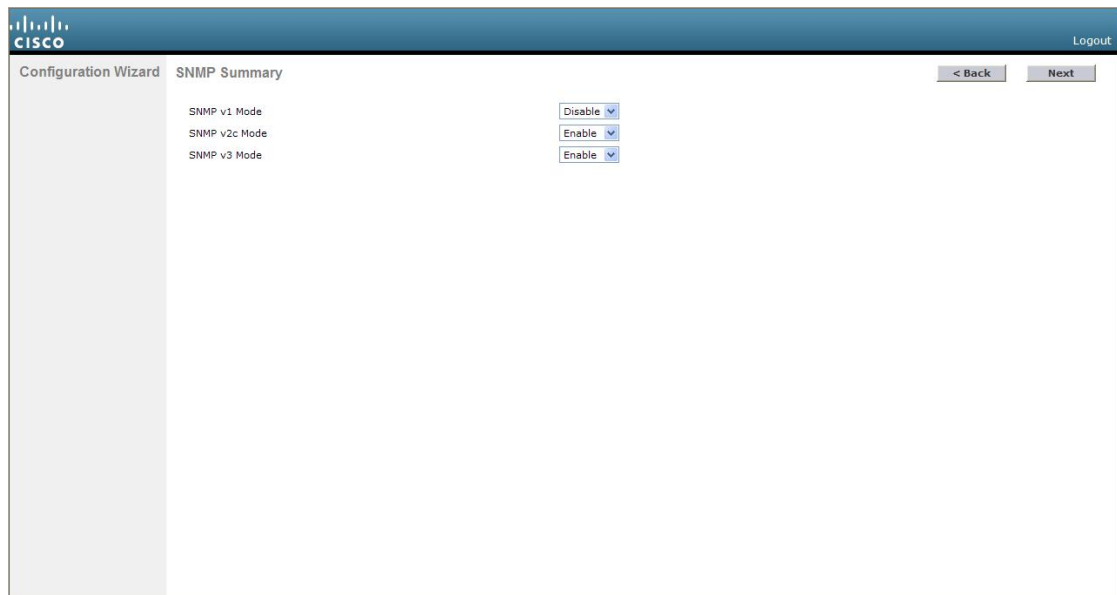 CISCO
Logout
Configuration Wizard
SNMP Summary
< Back
Next
SNMP v1 Mode
Disable
SNMP v2c Mode
Enable
SNMP v3 Mode
Enable